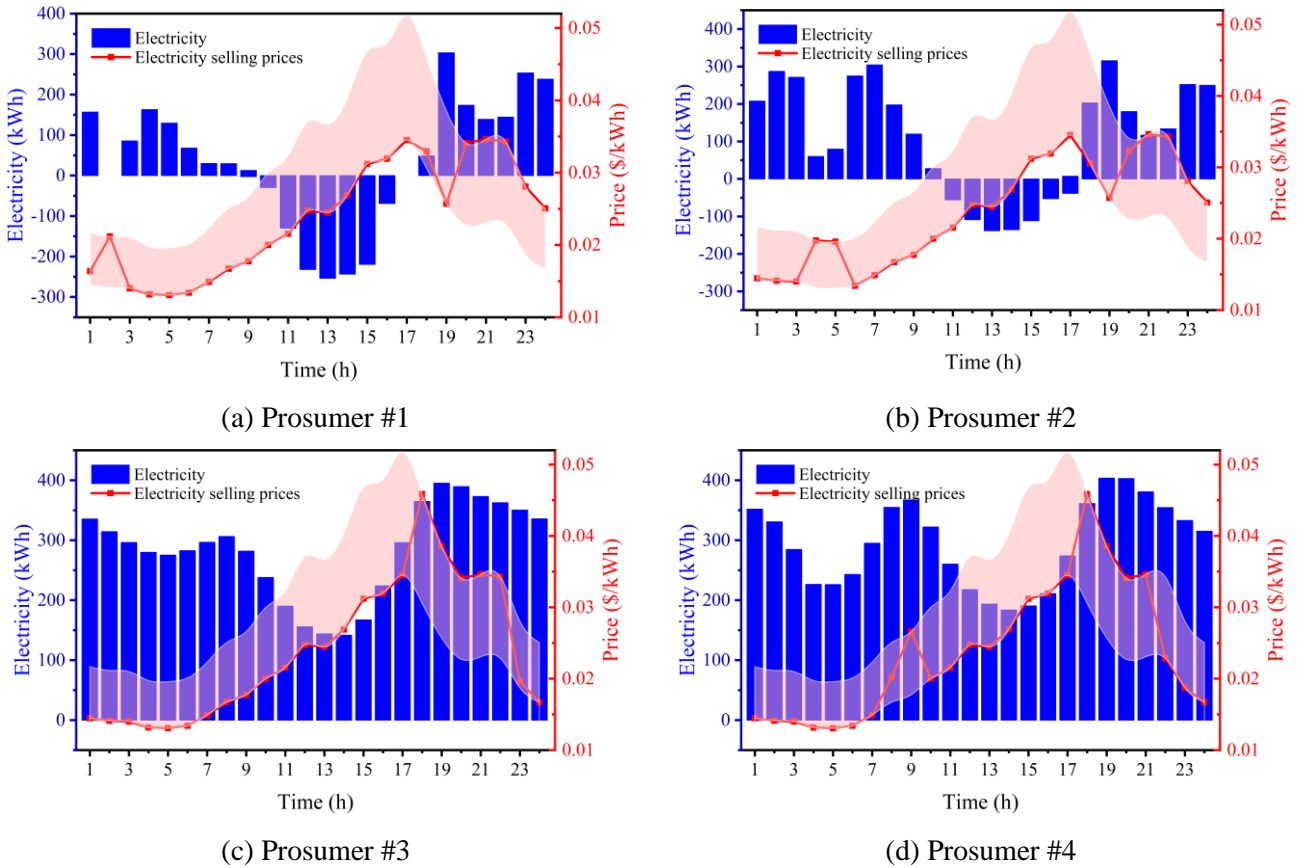 400
300
200
100
0
-100
-200
-300
Electricity (kWh)
Electricity
Electricity selling prices
0.05
0.04
0.03
0.02
0.01
Price ($/kWh)
1 3 5 7 9 11 13 15 17 19 21 23
Time (h)
(a) Prosumer #1
400
300
200
100
0
-100
-200
-300
Electricity (kWh)
Electricity
Electricity selling prices
0.05
0.04
0.03
0.02
0.01
Price ($/kWh)
1 3 5 7 9 11 13 15 17 19 21 23
Time (h)
(b) Prosumer #2
400
300
200
100
0
Electricity (kWh)
Electricity
Electricity selling prices
0.05
0.04
0.03
0.02
0.01
Price ($/kWh)
1 3 5 7 9 11 13 15 17 19 21 23
Time (h)
(c) Prosumer #3
400
300
200
100
0
Electricity (kWh)
Electricity
Electricity selling prices
0.05
0.04
0.03
0.02
0.01
Price ($/kWh)
1 3 5 7 9 11 13 15 17 19 21 23
Time (h)
(d) Prosumer #4